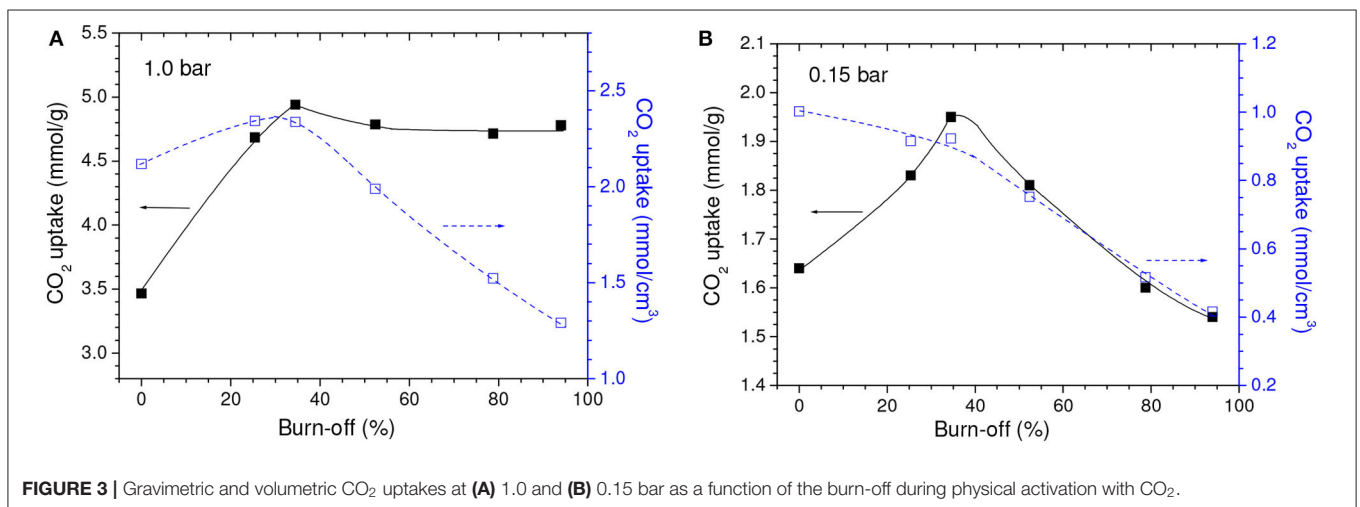 A
1.0 bar
CO2 uptake (mmol/g)
5.5
5.0
4.5
4.0
3.5
3.0
2.5
2.0
1.5
1.0
CO2 uptake (mmol/cm3)
0 20 40 60 80 100
Burn-off (%)
B
0.15 bar
CO2 uptake (mmol/g)
2.1
2.0
1.9
1.8
1.7
1.6
1.5
1.4
1.2
1.0
0.8
0.6
0.4
0.2
CO2 uptake (mmol/cm3)
0 20 40 60 80 100
Burn-off (%)
FIGURE 3 | Gravimetric and volumetric CO2 uptakes at (A) 1.0 and (B) 0.15 bar as a function of the burn-off during physical activation with CO2.